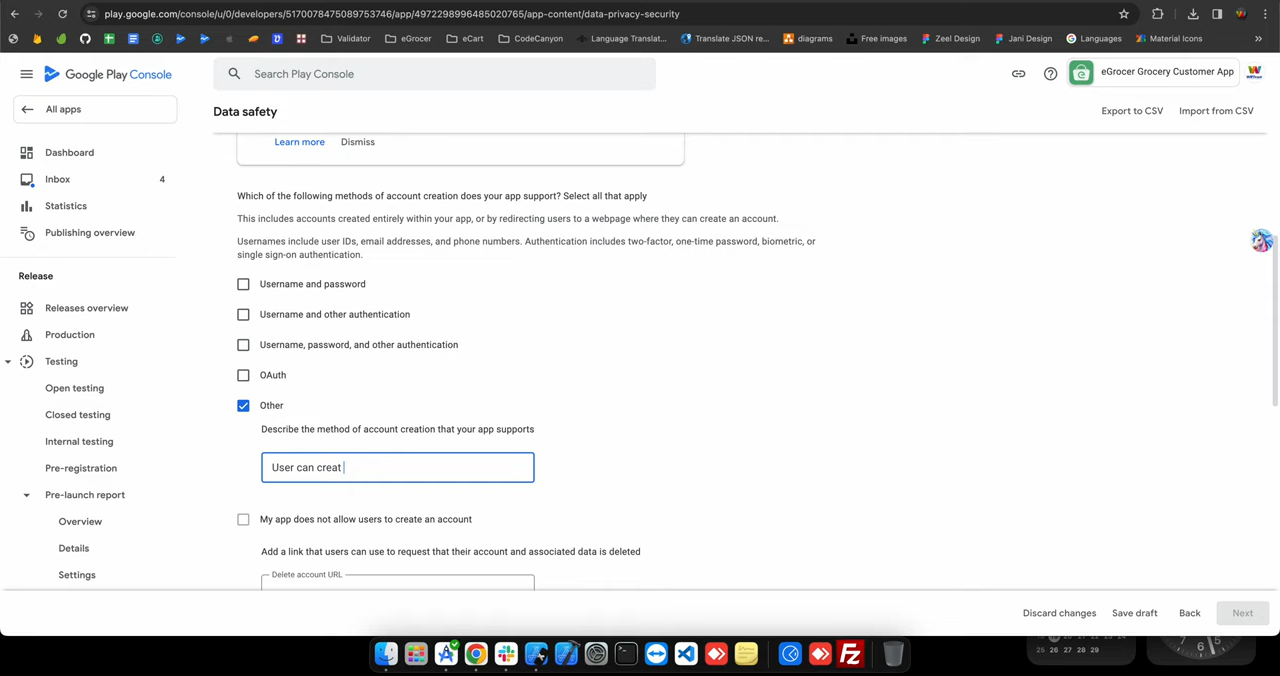 play.google.com/console/u/0/developers/5170078475089753746/app/4972298996485020765/app-content/data-privacy-security
Validator
eGrocer
eCart
CodeCanyon
Language Translat...
Translate JSON re...
diagrams
Free images
Zeel Design
Jani Design
Languages
Material Icons
»
Google Play Console
Search Play Console
eGrocer Grocery Customer App
All apps
Data safety
Export to CSV
Import from CSV
Learn more
Dismiss
Dashboard
Inbox
4
Statistics
Publishing overview
Release
Releases overview
Production
Testing
Open testing
Closed testing
Internal testing
Pre-registration
Pre-launch report
Overview
Details
Settings
Which of the following methods of account creation does your app support? Select all that apply
This includes accounts created entirely within your app, or by redirecting users to a webpage where they can create an account.
Usernames include user IDs, email addresses, and phone numbers. Authentication includes two-factor, one-time password, biometric, or
single sign-on authentication.
Username and password
Username and other authentication
Username, password, and other authentication
OAuth
Other
Describe the method of account creation that your app supports
User can creat
My app does not allow users to create an account
Add a link that users can use to request that their account and associated data is deleted
Delete account URL
Discard changes
Save draft
Back
Next
25 26 27 28 29
6
5
Fz